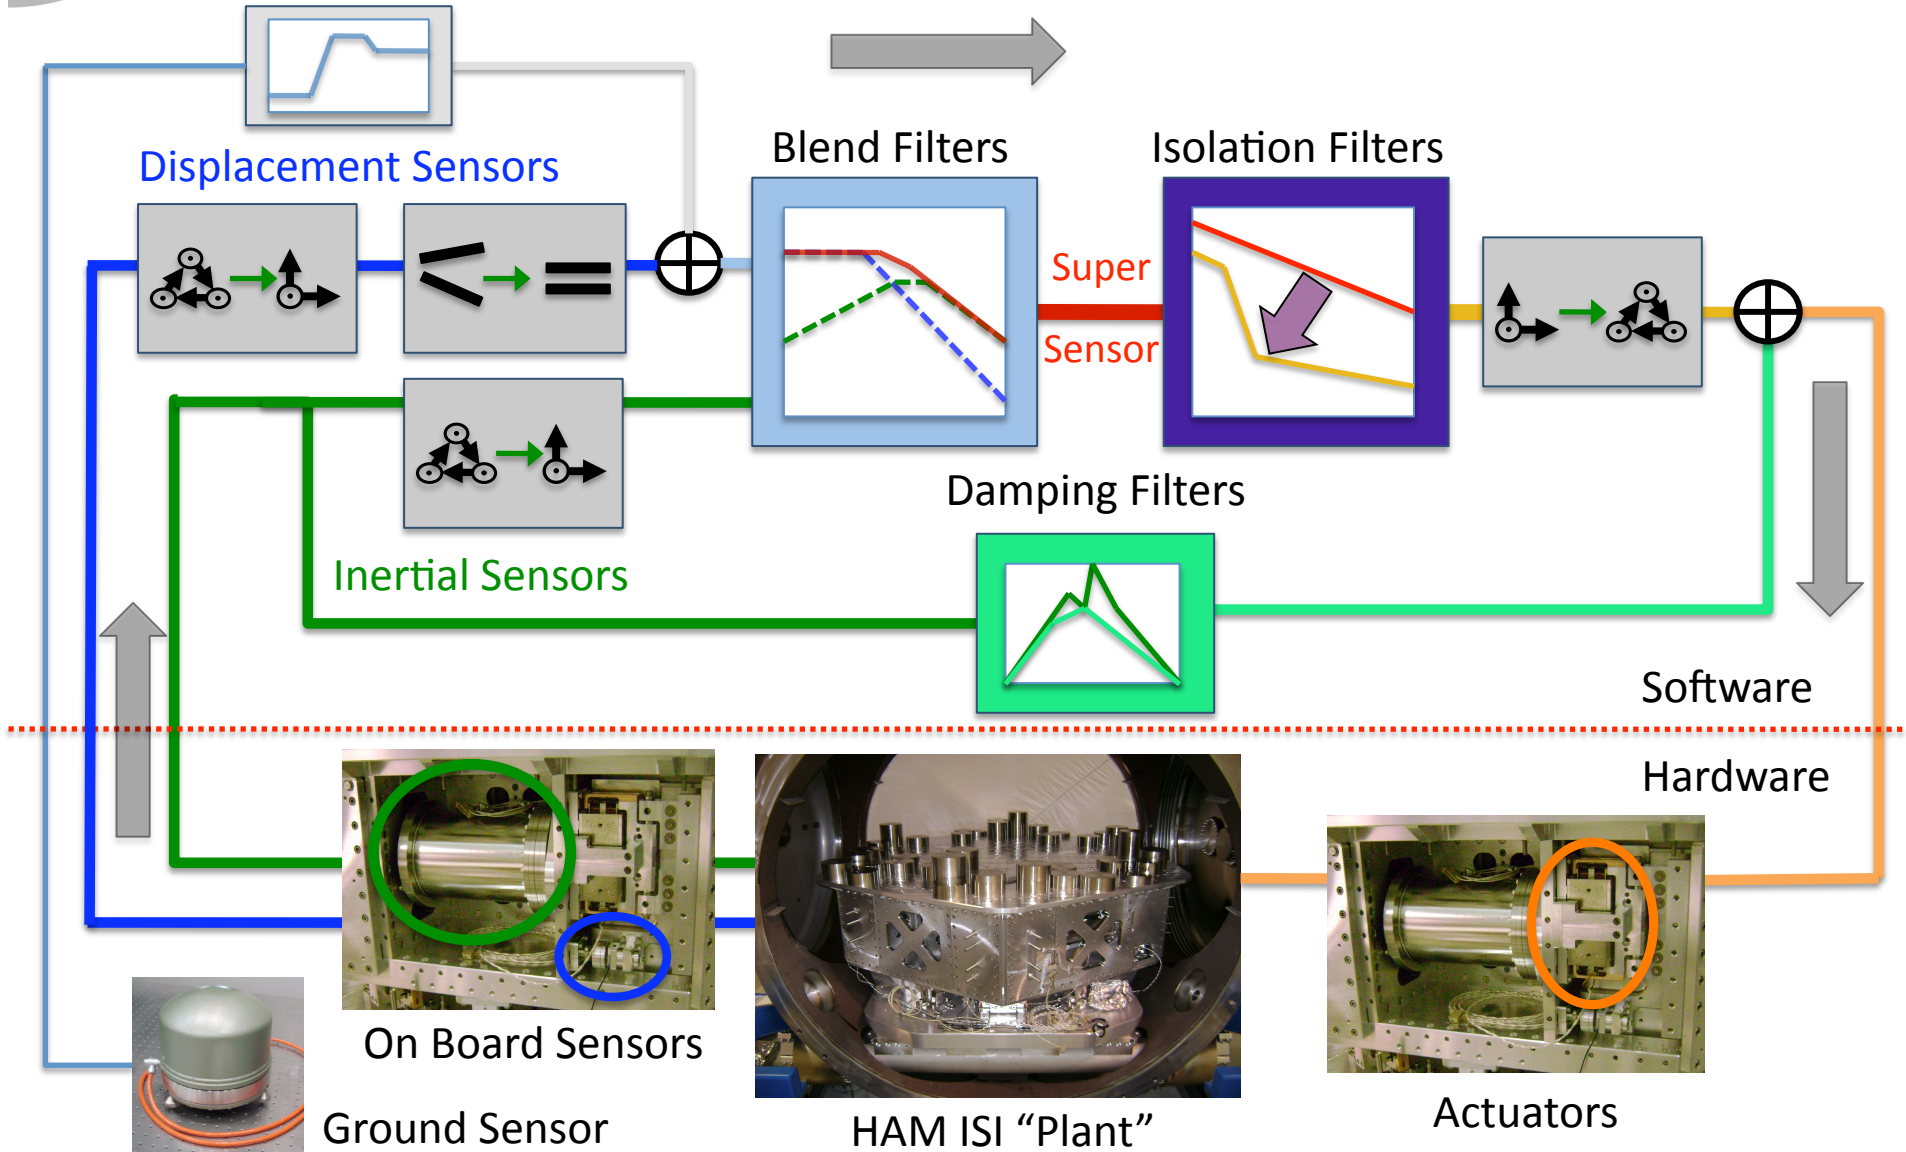 Displacement Sensors
Blend Filters
Isolation Filters
Super
Sensor
Inertial Sensors
Damping Filters
Software
Hardware
On Board Sensors
Ground Sensor
HAM ISI “Plant”
Actuators